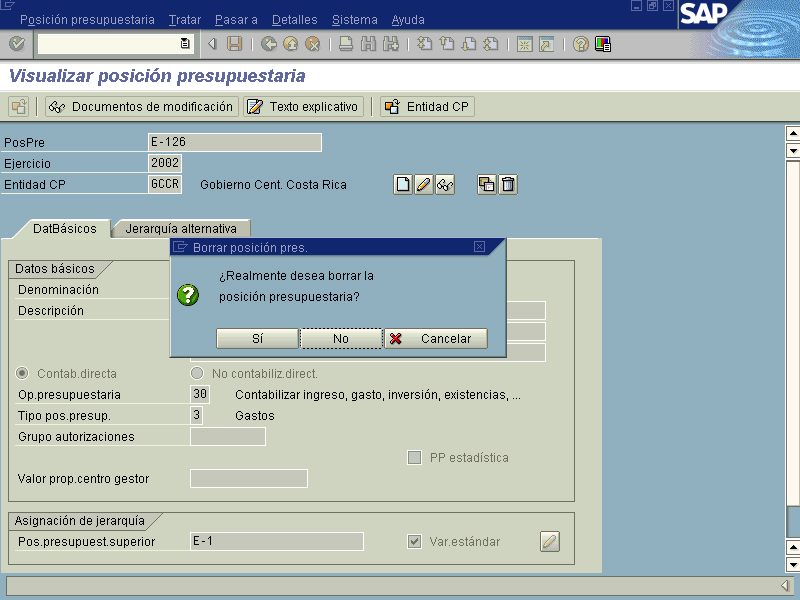 Posición presupuestaria Tratar Pasar a Detalles Sistema Ayuda
SAP
Visualizar posición presupuestaria
Documentos de modificación Texto explicativo Entidad CP
PosPre E-126
Ejercicio 2002
Entidad CP GCCR Gobierno Cent. Costa Rica
DatBásicos Jerarquía alternativa
Borrar posición pres.
¿Realmente desea borrar la
posición presupuestaria?
Sí No Cancelar
Datos básicos
Denominación
Descripción
Contab.directa No contabiliz.direct.
Op.presupuestaria 30 Contabilizar ingreso, gasto, inversión, existencias, ...
Tipo pos.presup. 3 Gastos
Grupo autorizaciones
PP estadística
Valor prop.centro gestor
Asignación de jerarquía
Pos.presupuest.superior E-1 Var.estándar